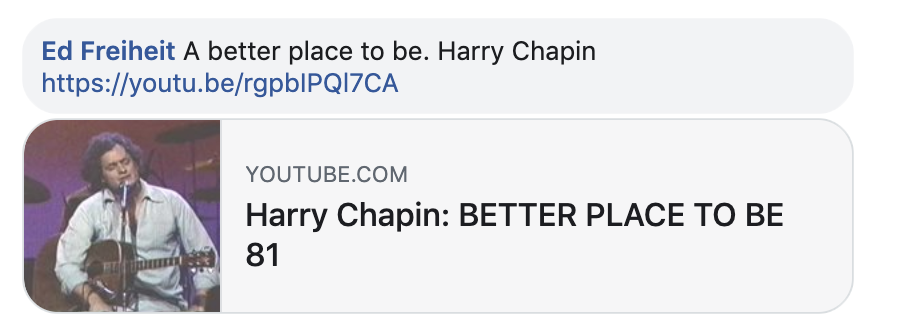 Ed Freiheit A better place to be. Harry Chapin
https://youtu.be/rgpbIPQl7CA
YOUTUBE.COM
Harry Chapin: BETTER PLACE TO BE
81